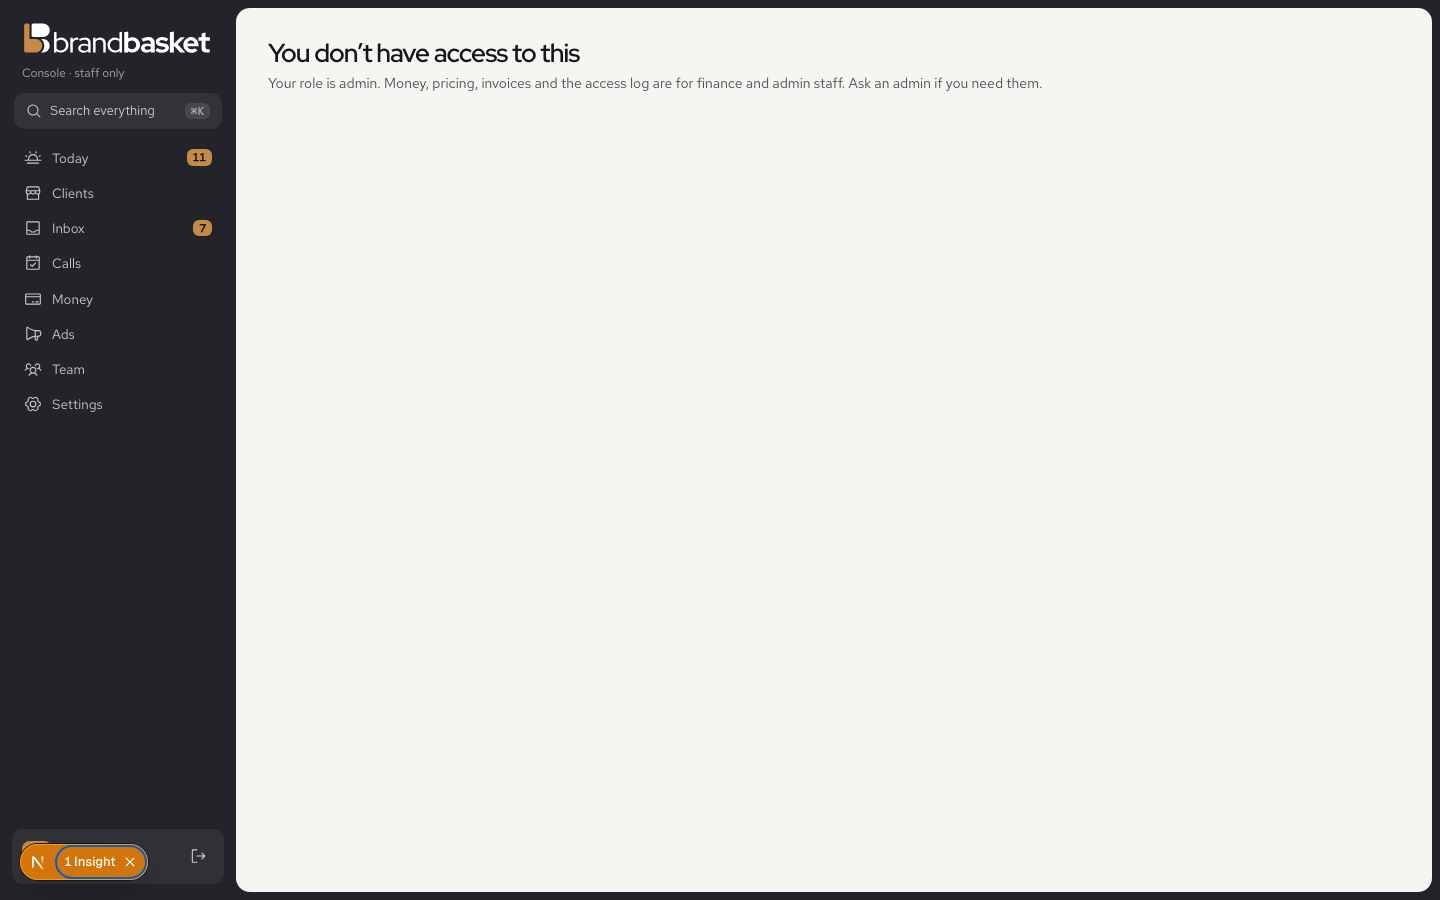 brandbasket
Console · staff only
Search everything ⌘K
Today 11
Clients
Inbox 7
Calls
Money
Ads
Team
Settings
N 1 Insight
You don’t have access to this
Your role is admin. Money, pricing, invoices and the access log are for finance and admin staff. Ask an admin if you need them.